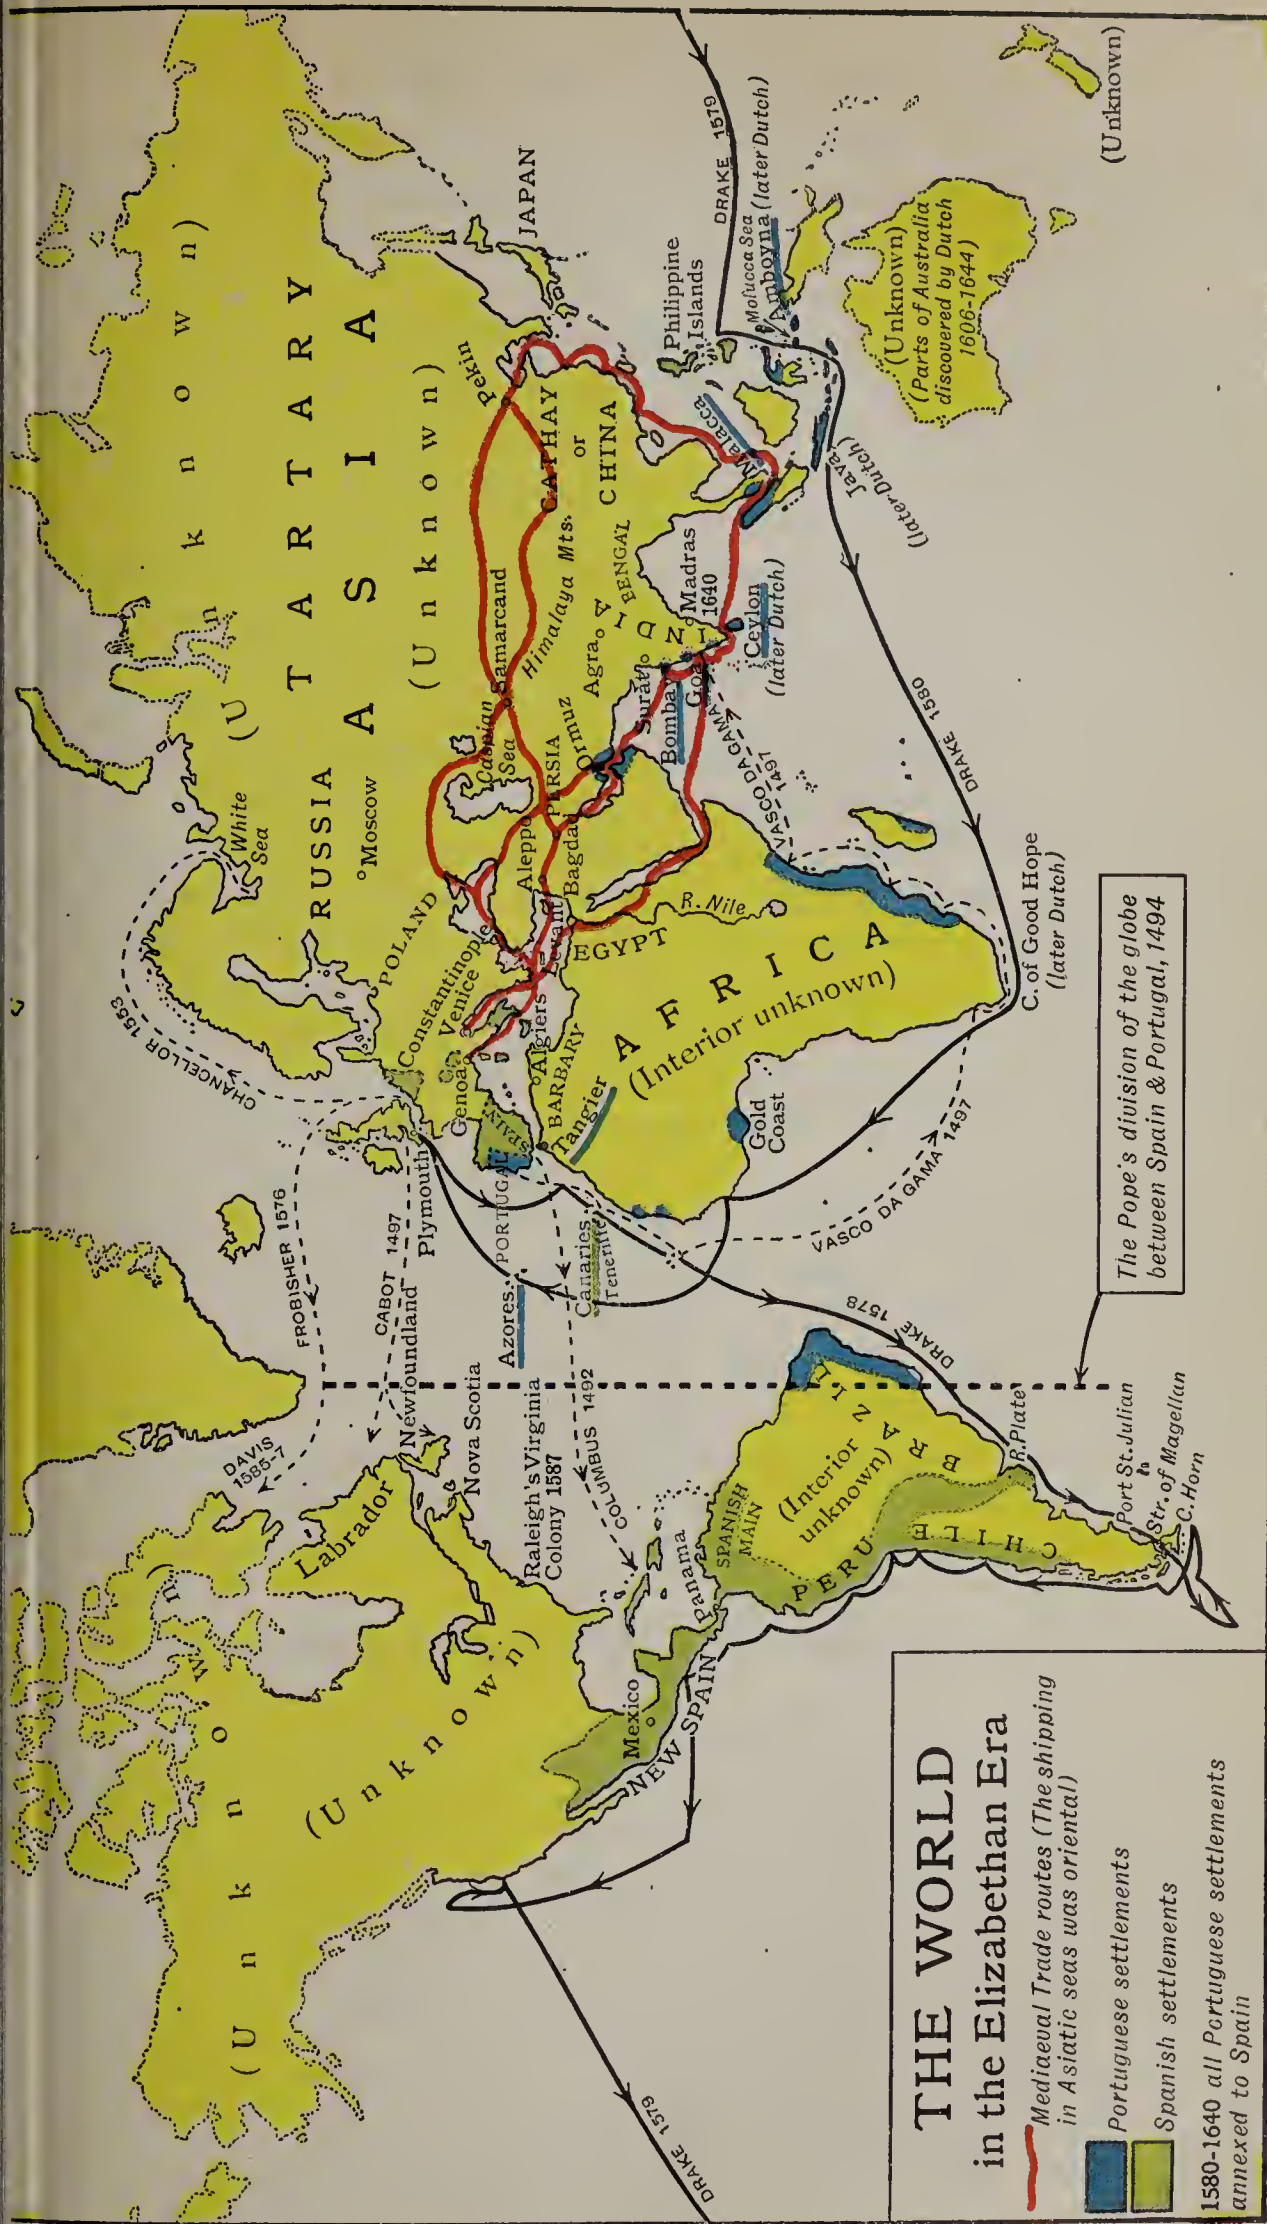 THE WORLD
in the Elizabethan Era
Mediaeval Trade routes (The shipping
in Asiatic seas was oriental)
Portuguese settlements
Spanish settlements
1580-1640 all Portuguese settlements
annexed to Spain
The Pope's division of the globe
between Spain & Portugal, 1494
(Unknown)
(Unknown)
Labrador
DAVIS
1585-7
FROBISHER 1576
CABOT 1497
Newfoundland
Nova Scotia
Raleigh's Virginia
Colony 1587
COLUMBUS 1492
Mexico
NEW SPAIN
Panama
SPANISH
MAIN
PERU
(Interior
unknown)
BRAZIL
CHILE
R.Plate
Port St.Julian
Str. of Magellan
C. Horn
DRAKE 1579
DRAKE 1578
CHANCELLOR 1553
Plymouth
PORTUGAL
SPAIN
Azores
Canaries
Teneriffe
Genoa
Venice
Constantinople
POLAND
Algiers
BARBARY
Tangier
Levant
EGYPT
R. Nile
AFRICA
(Interior unknown)
Gold
Coast
VASCO DA GAMA 1497
C. of Good Hope
(later Dutch)
VASCO DA GAMA
1497
DRAKE 1580
White
Sea
RUSSIA
°Moscow
TARTARY
ASIA
(Unknown)
(Unknown)
Caspian
Sea
Samarcand
Aleppo
Bagdad
PERSIA
Ormuz
Himalaya Mts.
Agra
BENGAL
INDIA
Surat
Bombay
Goa
Madras
1640
Ceylon
(later Dutch)
Pekin
CATHAY
or
CHINA
JAPAN
Philippine
Islands
Malacca
Java
(later Dutch)
Molucca Sea
Amboyna (later Dutch)
DRAKE 1579
(Unknown)
(Parts of Australia
discovered by Dutch
1606-1644)
(Unknown)